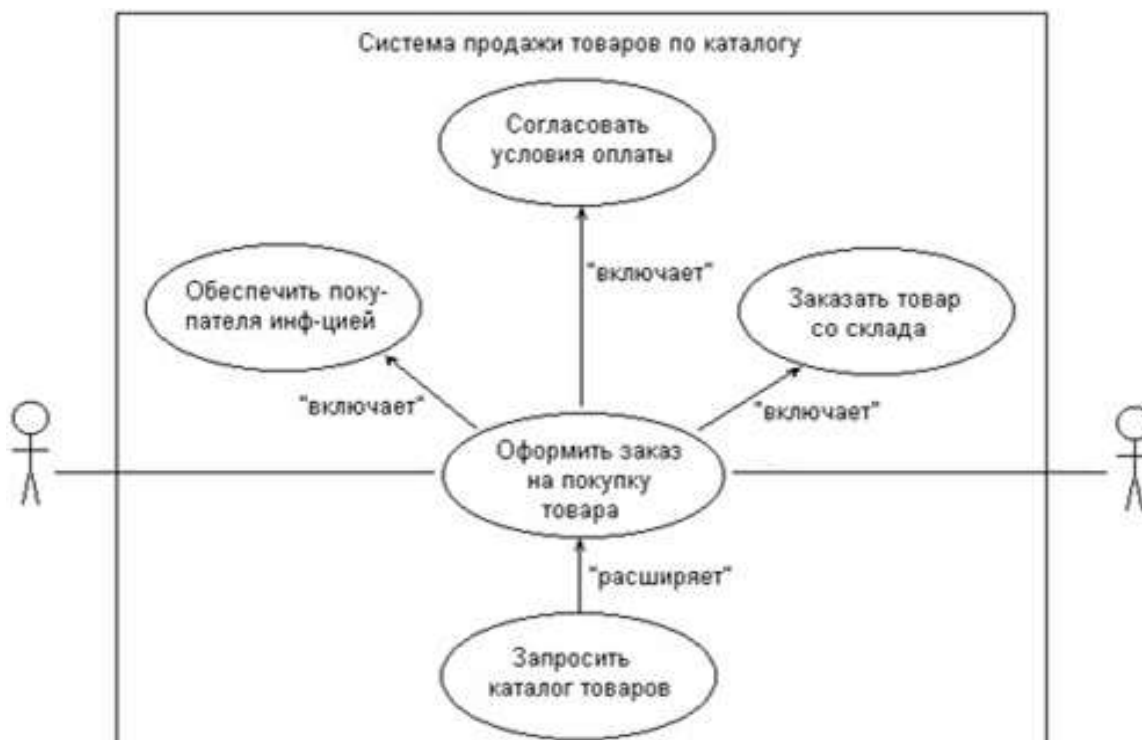 Система продажи товаров по каталогу
Согласовать
условия оплаты
"включает"
Обеспечить поку-
пателя инф-цией
Заказать товар
со склада
"включает"
"включает"
Оформить заказ
на покупку
товара
"расширяет"
Запросить
каталог товаров